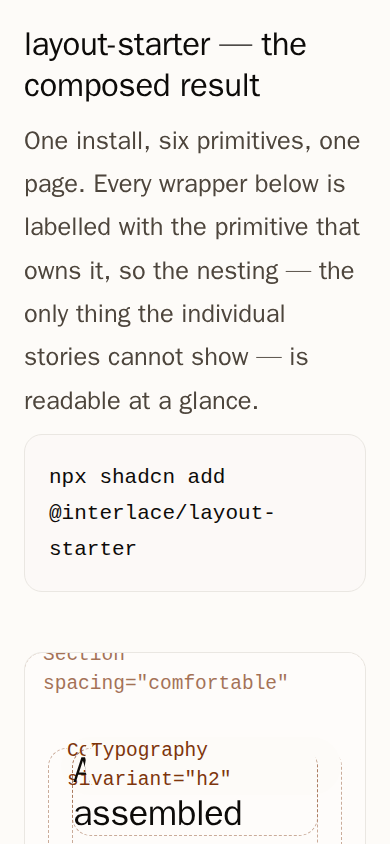 layout-starter — the
composed result
One install, six primitives, one
page. Every wrapper below is
labelled with the primitive that
owns it, so the nesting — the
only thing the individual
stories cannot show — is
readable at a glance.
npx shadcn add
@interlace/layout-
starter
Section
spacing="comfortable"
Typography
variant="h2"
assembled